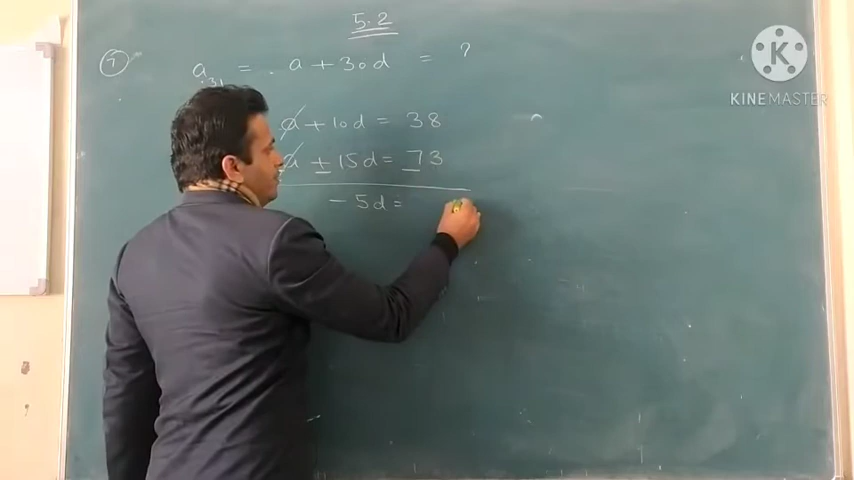 5.2
7 a31 = a + 30d = ?
a + 10d = 38
a + 15d = 73
- 5d =
K
KINEMASTER